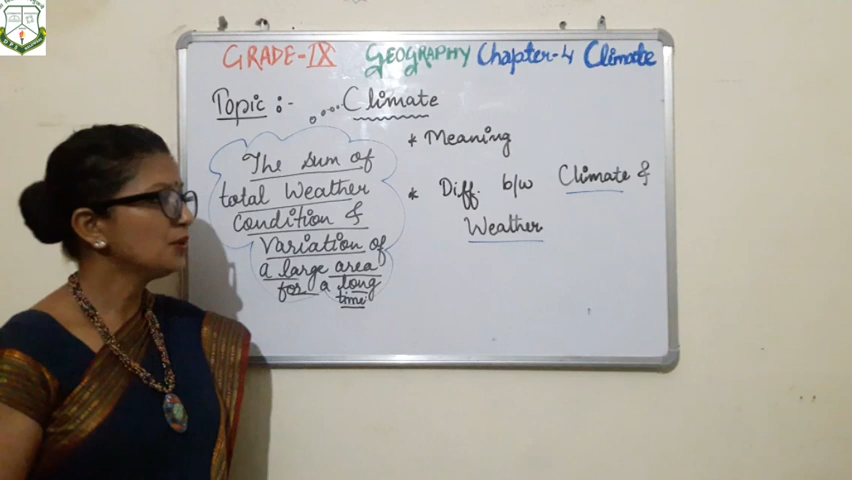 GRADE-IX GEOGRAPHY Chapter-4 Climate
Topic :- Climate
The Sum of
total Weather
Condition &
Variation of
a large area
for a long
time
* Meaning
* Diff. b/w Climate &
Weather